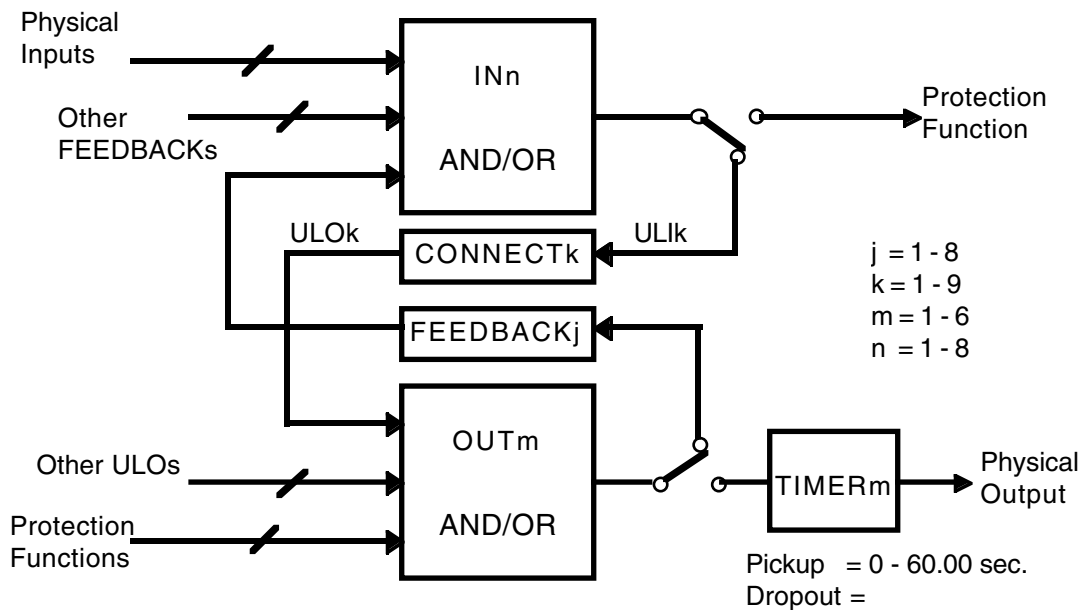 Physical
Inputs
Other
FEEDBACKs
INn
AND/OR
Protection
Function
ULOk
CONNECTk
ULIk
FEEDBACKj
j = 1 - 8
k = 1 - 9
m = 1 - 6
n = 1 - 8
OUTm
AND/OR
Other ULOs
Protection
Functions
TIMERm
Physical
Output
Pickup = 0 - 60.00 sec.
Dropout =